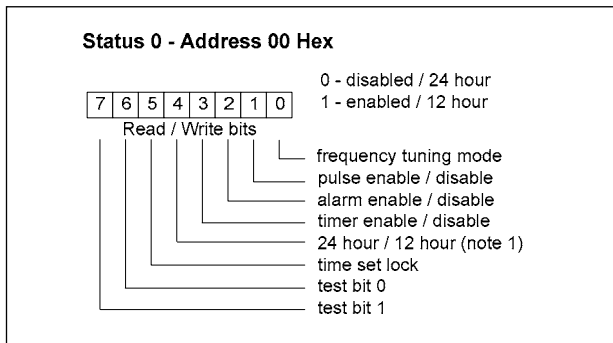 Status 0 - Address 00 Hex
0 - disabled / 24 hour
1 - enabled / 12 hour
7 6 5 4 3 2 1 0
Read / Write bits
frequency tuning mode
pulse enable / disable
alarm enable / disable
timer enable / disable
24 hour / 12 hour (note 1)
time set lock
test bit 0
test bit 1